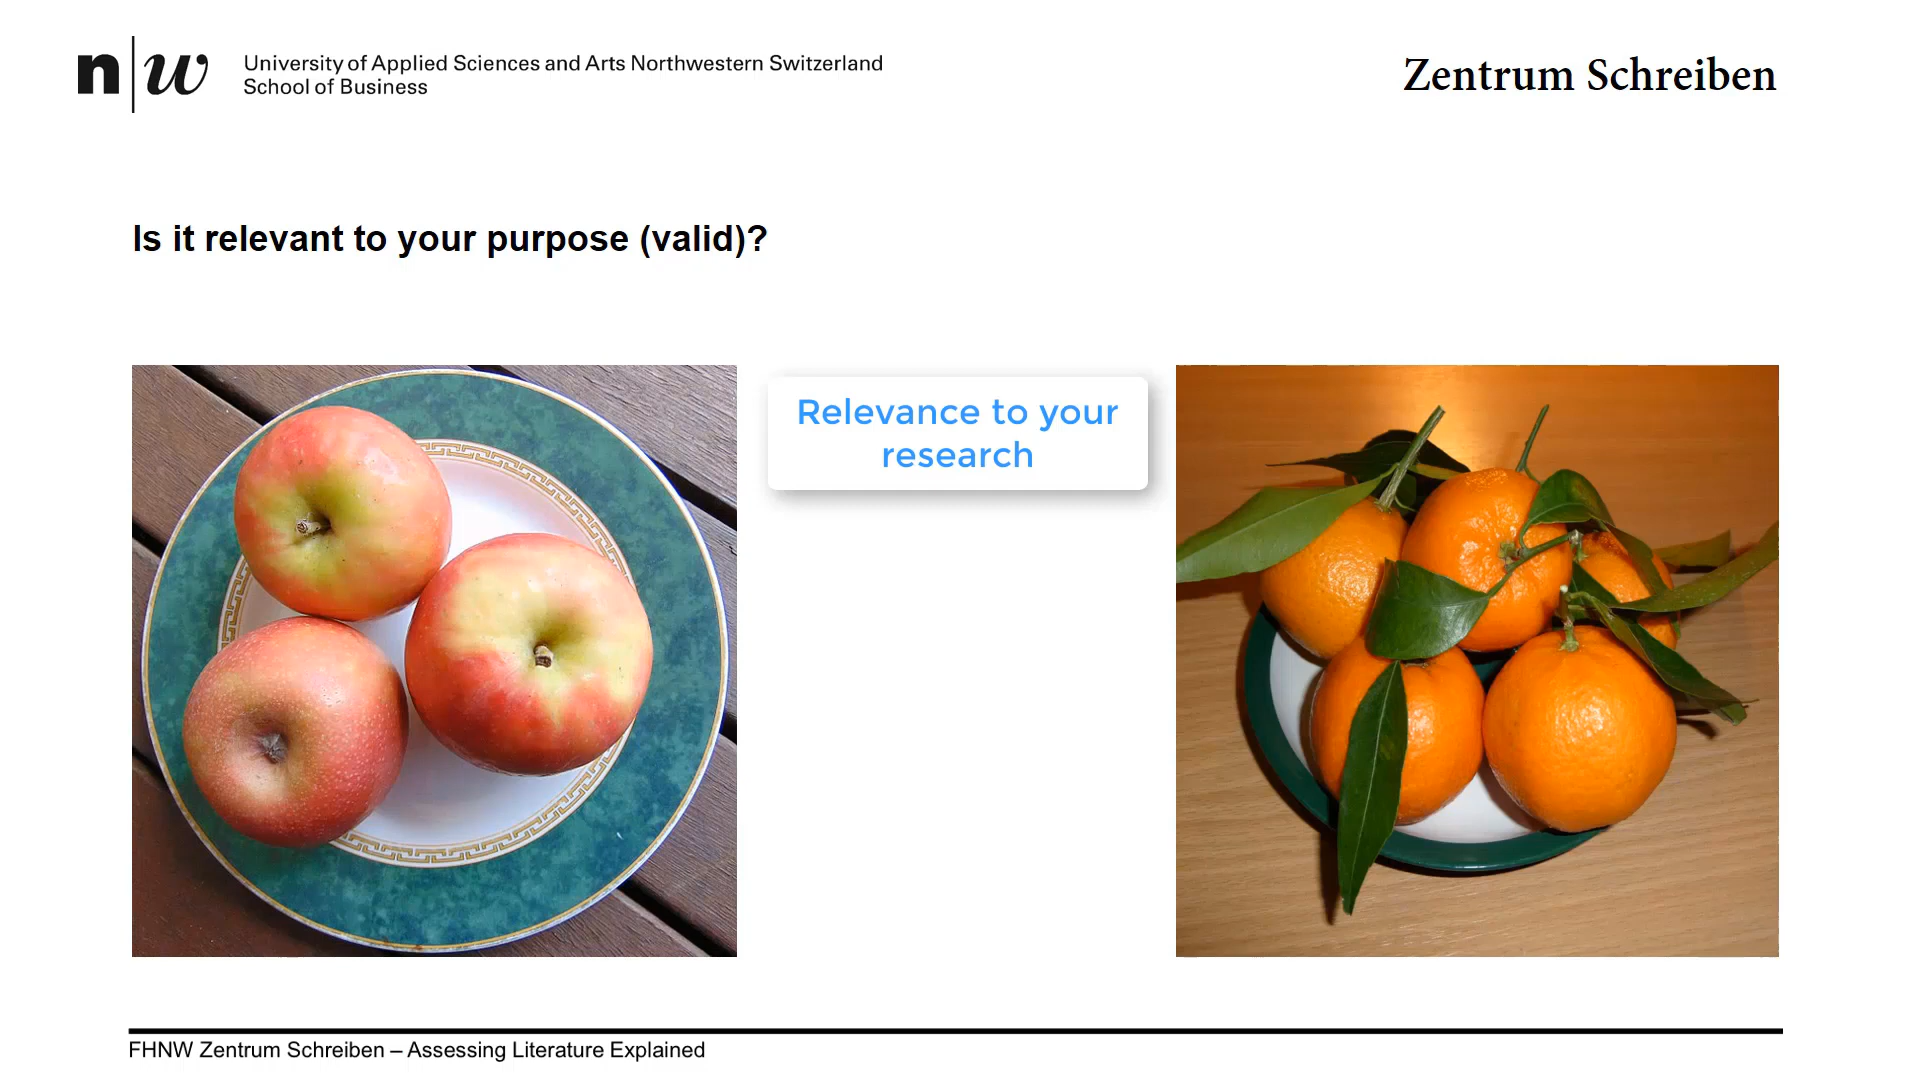 n|w
University of Applied Sciences and Arts Northwestern Switzerland
School of Business
Zentrum Schreiben
Is it relevant to your purpose (valid)?
Relevance to your
research
FHNW Zentrum Schreiben – Assessing Literature Explained